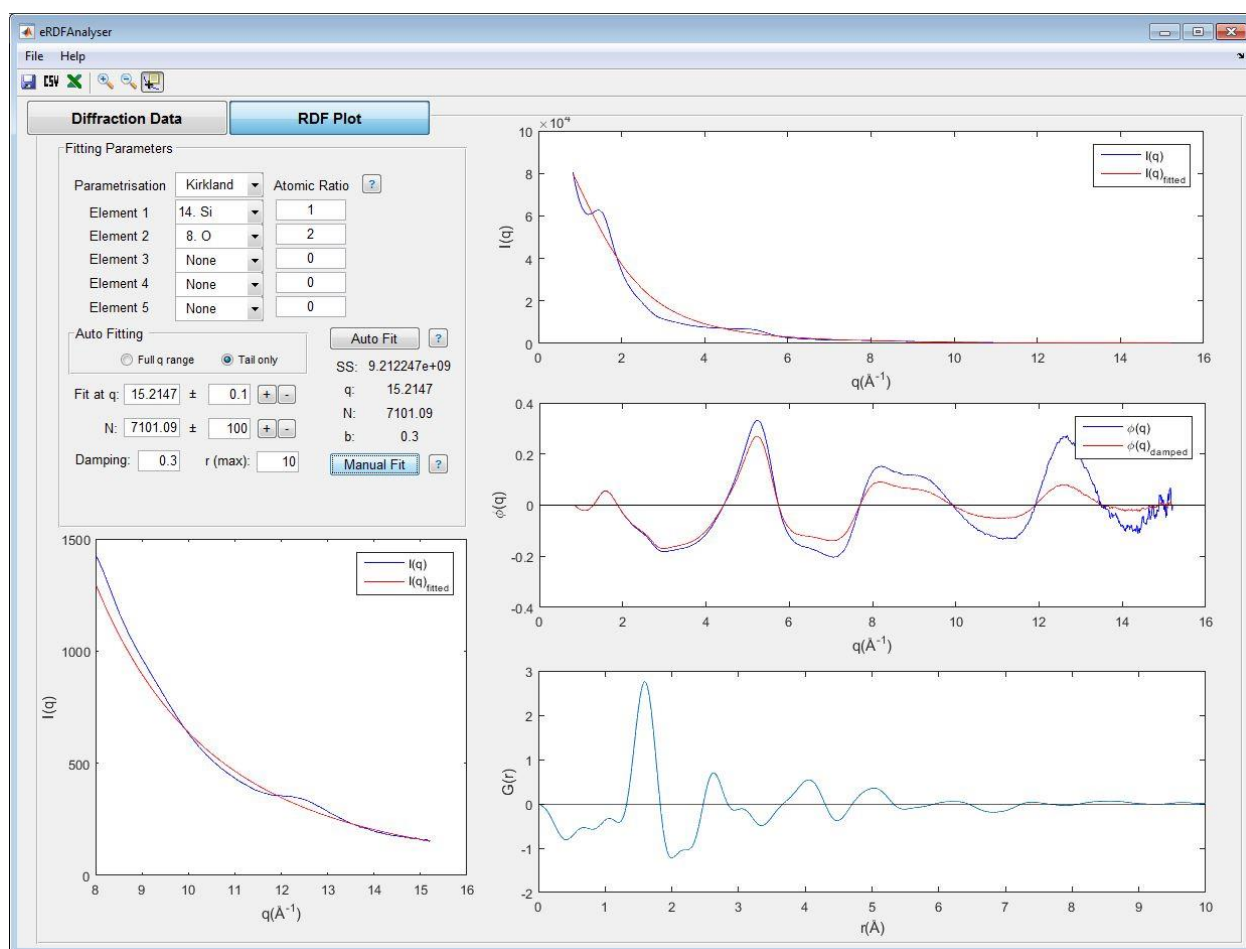 eRDFAnalyser
File Help
CSV
Diffraction Data RDF Plot
Fitting Parameters
Parametrisation Kirkland Atomic Ratio ?
Element 1 14. Si 1
Element 2 8. O 2
Element 3 None 0
Element 4 None 0
Element 5 None 0
Auto Fitting
Full q range Tail only
Auto Fit ?
SS: 9.212247e+09
Fit at q: 15.2147 ± 0.1 + -
q: 15.2147
N: 7101.09 ± 100 + -
N: 7101.09
b: 0.3
Damping: 0.3 r (max): 10
Manual Fit ?
×10⁴
10
8
6
4
2
0
I(q)
I(q)
I(q)fitted
0 2 4 6 8 10 12 14 16
q(Å⁻¹)
0.4
0.2
0
-0.2
-0.4
ϕ(q)
ϕ(q)
ϕ(q)damped
0 2 4 6 8 10 12 14 16
q(Å⁻¹)
1500
1000
500
0
I(q)
I(q)
I(q)fitted
8 9 10 11 12 13 14 15 16
q(Å⁻¹)
3
2
1
0
-1
-2
G(r)
0 1 2 3 4 5 6 7 8 9 10
r(Å)